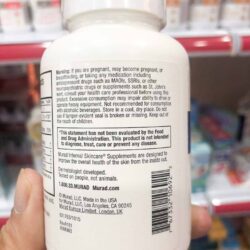 Warning: If you are pregnant, may become pregnant, or
breastfeeding, or taking any medication including
antidepressant drugs such as MAOIs, SSRIs, or other
neuropsychiatric drugs or supplements such as St. John's
Wort, consult your health care professional before using this
product. Excessive consumption may impair ability to drive or
operate heavy equipment. Not recommended for consumption
with alcoholic beverages. Store in a cool, dry place. Do not
use if tamper-evident seal is broken or missing. Keep out of
the reach of children.
*This statement has not been evaluated by the Food
and Drug Administration. This product is not intended
to diagnose, treat, cure or prevent any disease.
Murad Internal Skincare® Supplements are designed to
improve the overall health of the skin from the inside out.
Dermatologist developed.
Tested on people, not animals.
1.800.33.MURAD Murad.com
© Murad, LLC. Made in the USA
Murad, LLC, Los Angeles, CA 90245
Murad Europe Limited, London, UK